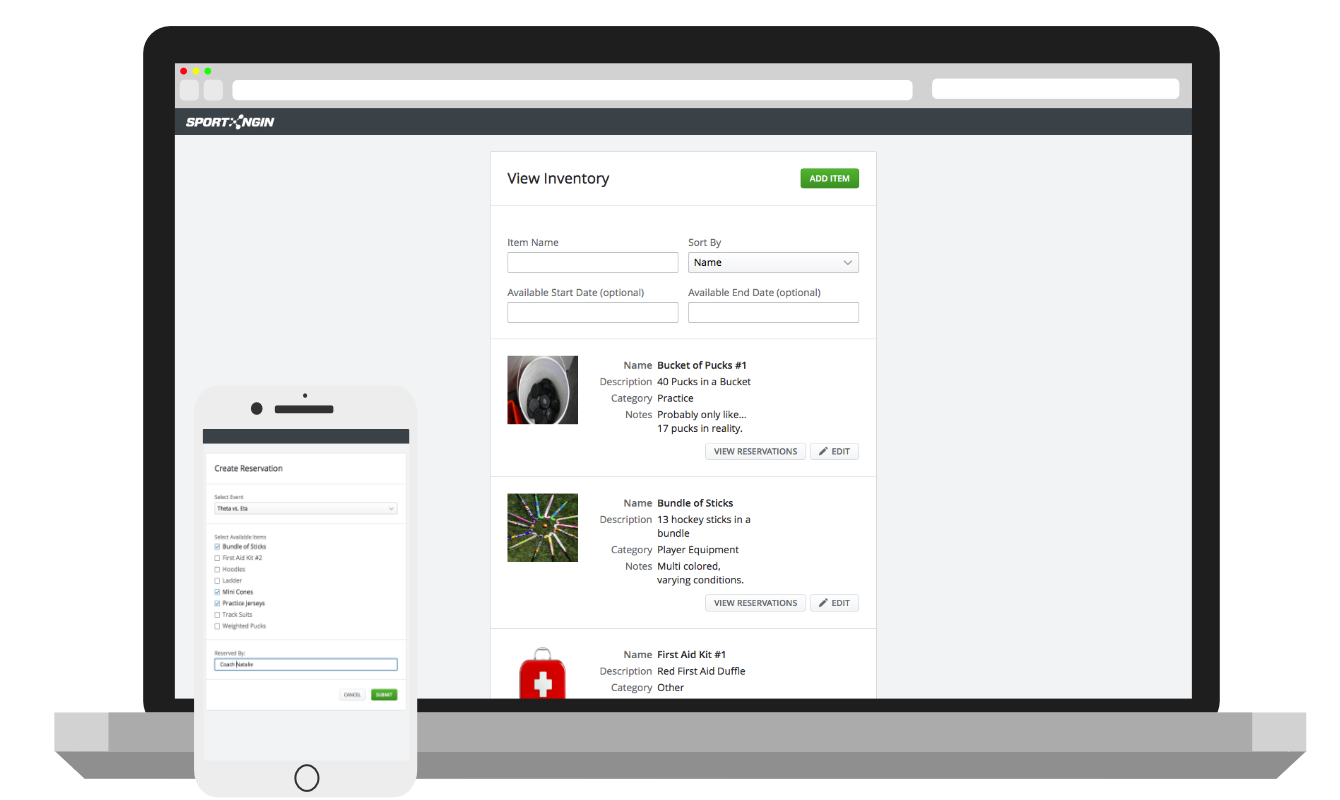 SPORT NGIN
View Inventory
ADD ITEM
Item Name
Sort By
Name
Available Start Date (optional)
Available End Date (optional)
Name Bucket of Pucks #1
Description 40 Pucks in a Bucket
Category Practice
Notes Probably only like...
17 pucks in reality.
VIEW RESERVATIONS
EDIT
Name Bundle of Sticks
Description 13 hockey sticks in a
bundle
Category Player Equipment
Notes Multi colored,
varying conditions.
VIEW RESERVATIONS
EDIT
Name First Aid Kit #1
Description Red First Aid Duffle
Category Other
Create Reservation
Select Event
Theta vs. Eta
Select Available Items
Bundle of Sticks
First Aid Kit #2
Hoodies
Ladder
Mini Cones
Practice Jerseys
Track Suits
Weighted Pucks
Reserved By:
Coach Natalie
CANCEL
SUBMIT